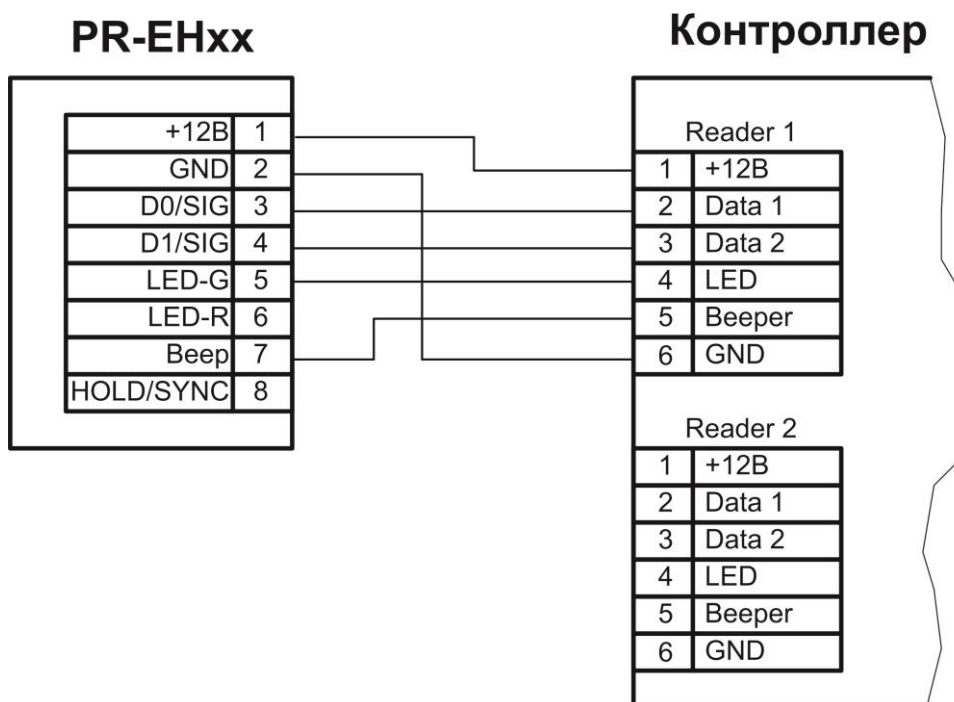 PR-EHxx
Контроллер
+12В 1
GND 2
D0/SIG 3
D1/SIG 4
LED-G 5
LED-R 6
Beep 7
HOLD/SYNC 8
Reader 1
1 +12В
2 Data 1
3 Data 2
4 LED
5 Beeper
6 GND
Reader 2
1 +12В
2 Data 1
3 Data 2
4 LED
5 Beeper
6 GND